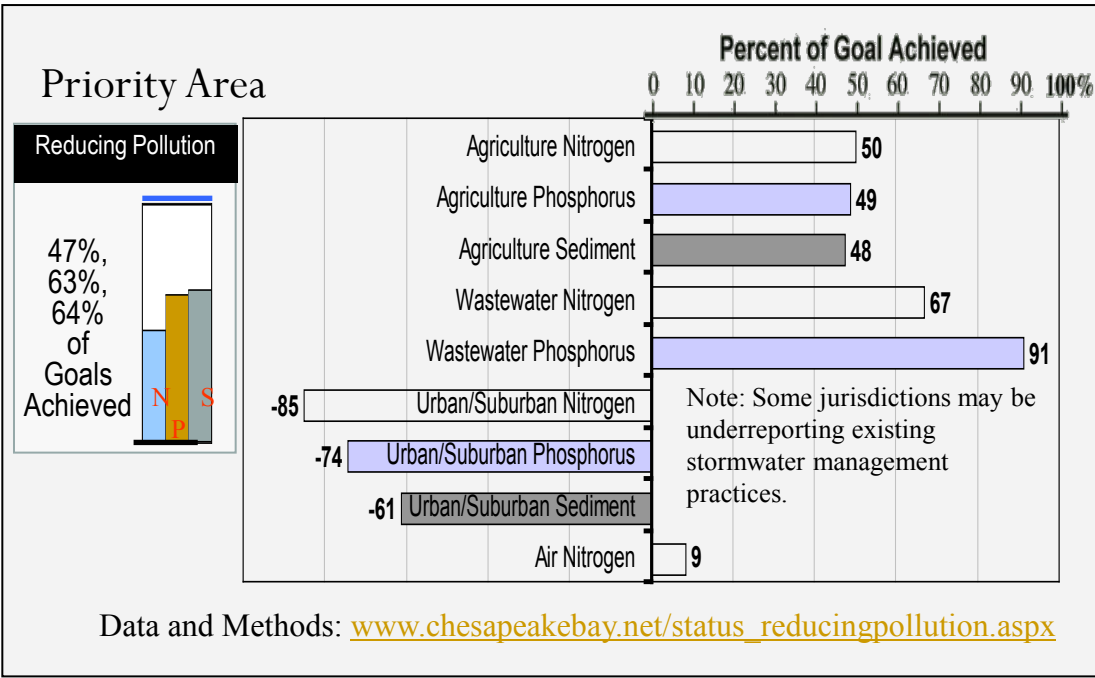 Percent of Goal Achieved
0 10 20 30 40 50 60 70 80 90 100%
Priority Area
Reducing Pollution
47%,
63%,
64%
of
Goals
Achieved
N
P
S
Agriculture Nitrogen 50
Agriculture Phosphorus 49
Agriculture Sediment 48
Wastewater Nitrogen 67
Wastewater Phosphorus 91
-85 Urban/Suburban Nitrogen
-74 Urban/Suburban Phosphorus
-61 Urban/Suburban Sediment
Air Nitrogen 9
Note: Some jurisdictions may be
underreporting existing
stormwater management
practices.
Data and Methods: www.chesapeakebay.net/status_reducingpollution.aspx